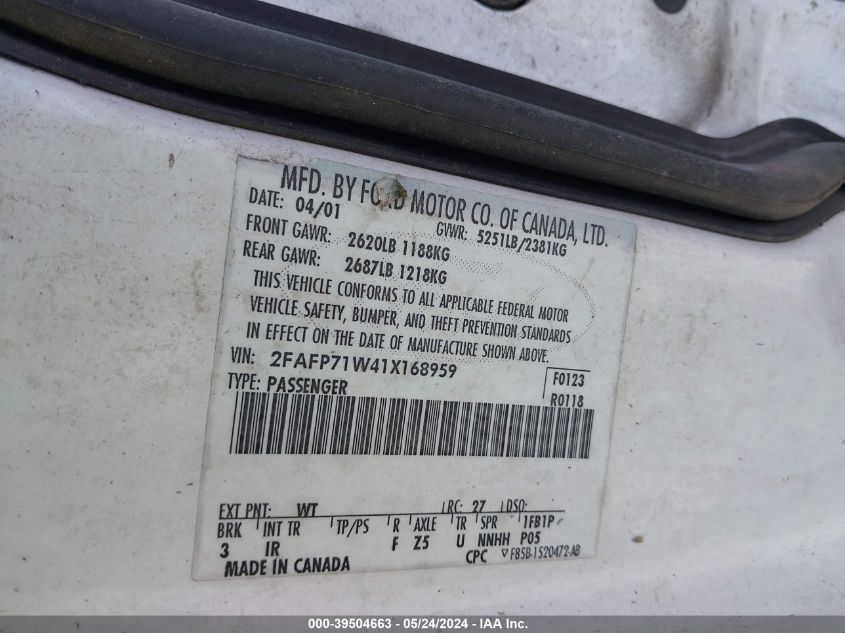 MFD. BY FORD MOTOR CO. OF CANADA, LTD.
DATE: 04/01 GVWR: 5251LB/2381KG
FRONT GAWR: 2620LB 1188KG
REAR GAWR: 2687LB 1218KG
THIS VEHICLE CONFORMS TO ALL APPLICABLE FEDERAL MOTOR
VEHICLE SAFETY, BUMPER, AND THEFT PREVENTION STANDARDS
IN EFFECT ON THE DATE OF MANUFACTURE SHOWN ABOVE.
VIN: 2FAFP71W41X168959 F0123
TYPE: PASSENGER R0118
EXT PNT: WT RC: 27 DSO:
BRK INT TR TP/PS R AXLE TR SPR 1FB1P
3 IR F Z5 U NNHH P05
MADE IN CANADA CPC F85B-1520472-AB
000-39504663 - 05/24/2024 - IAAI.com